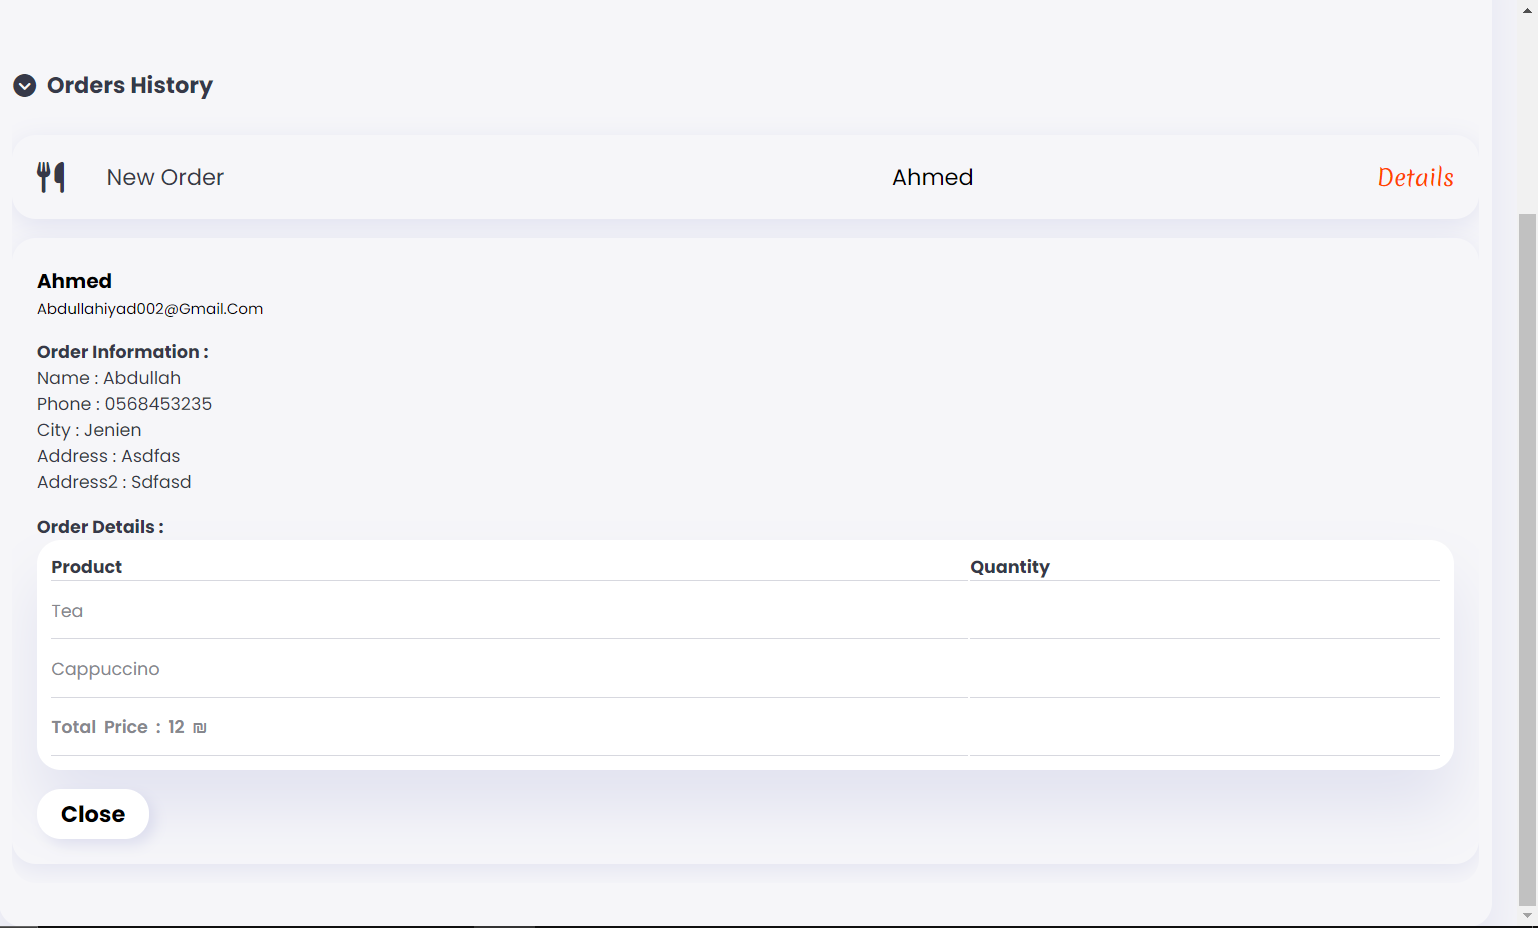 Orders History
New Order Ahmed Details
Ahmed
Abdullahiyad002@Gmail.Com
Order Information :
Name : Abdullah
Phone : 0568453235
City : Jenien
Address : Asdfas
Address2 : Sdfasd
Order Details :
Product Quantity
Tea
Cappuccino
Total Price : 12 ₪
Close